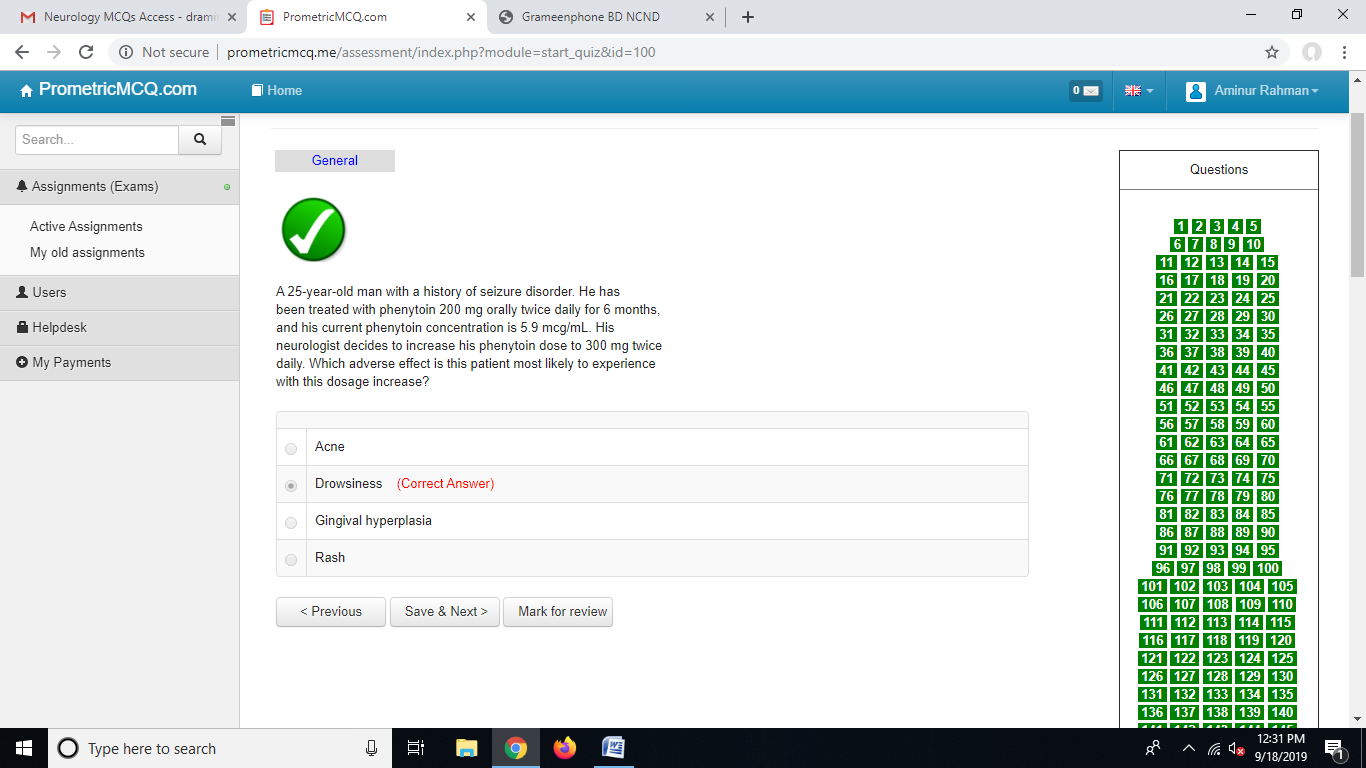 Neurology MCQs Access - drami
PrometricMCQ.com
Grameenphone BD NCND
Not secure | prometricmcq.me/assessment/index.php?module=start_quiz&id=100
PrometricMCQ.com
Home
0
Aminur Rahman
Search...
Assignments (Exams)
Active Assignments
My old assignments
Users
Helpdesk
My Payments
General
A 25-year-old man with a history of seizure disorder. He has
been treated with phenytoin 200 mg orally twice daily for 6 months,
and his current phenytoin concentration is 5.9 mcg/mL. His
neurologist decides to increase his phenytoin dose to 300 mg twice
daily. Which adverse effect is this patient most likely to experience
with this dosage increase?
Acne
Drowsiness (Correct Answer)
Gingival hyperplasia
Rash
< Previous
Save & Next >
Mark for review
Questions
1 2 3 4 5
6 7 8 9 10
11 12 13 14 15
16 17 18 19 20
21 22 23 24 25
26 27 28 29 30
31 32 33 34 35
36 37 38 39 40
41 42 43 44 45
46 47 48 49 50
51 52 53 54 55
56 57 58 59 60
61 62 63 64 65
66 67 68 69 70
71 72 73 74 75
76 77 78 79 80
81 82 83 84 85
86 87 88 89 90
91 92 93 94 95
96 97 98 99 100
101 102 103 104 105
106 107 108 109 110
111 112 113 114 115
116 117 118 119 120
121 122 123 124 125
126 127 128 129 130
131 132 133 134 135
136 137 138 139 140
Type here to search
12:31 PM
9/18/2019
1